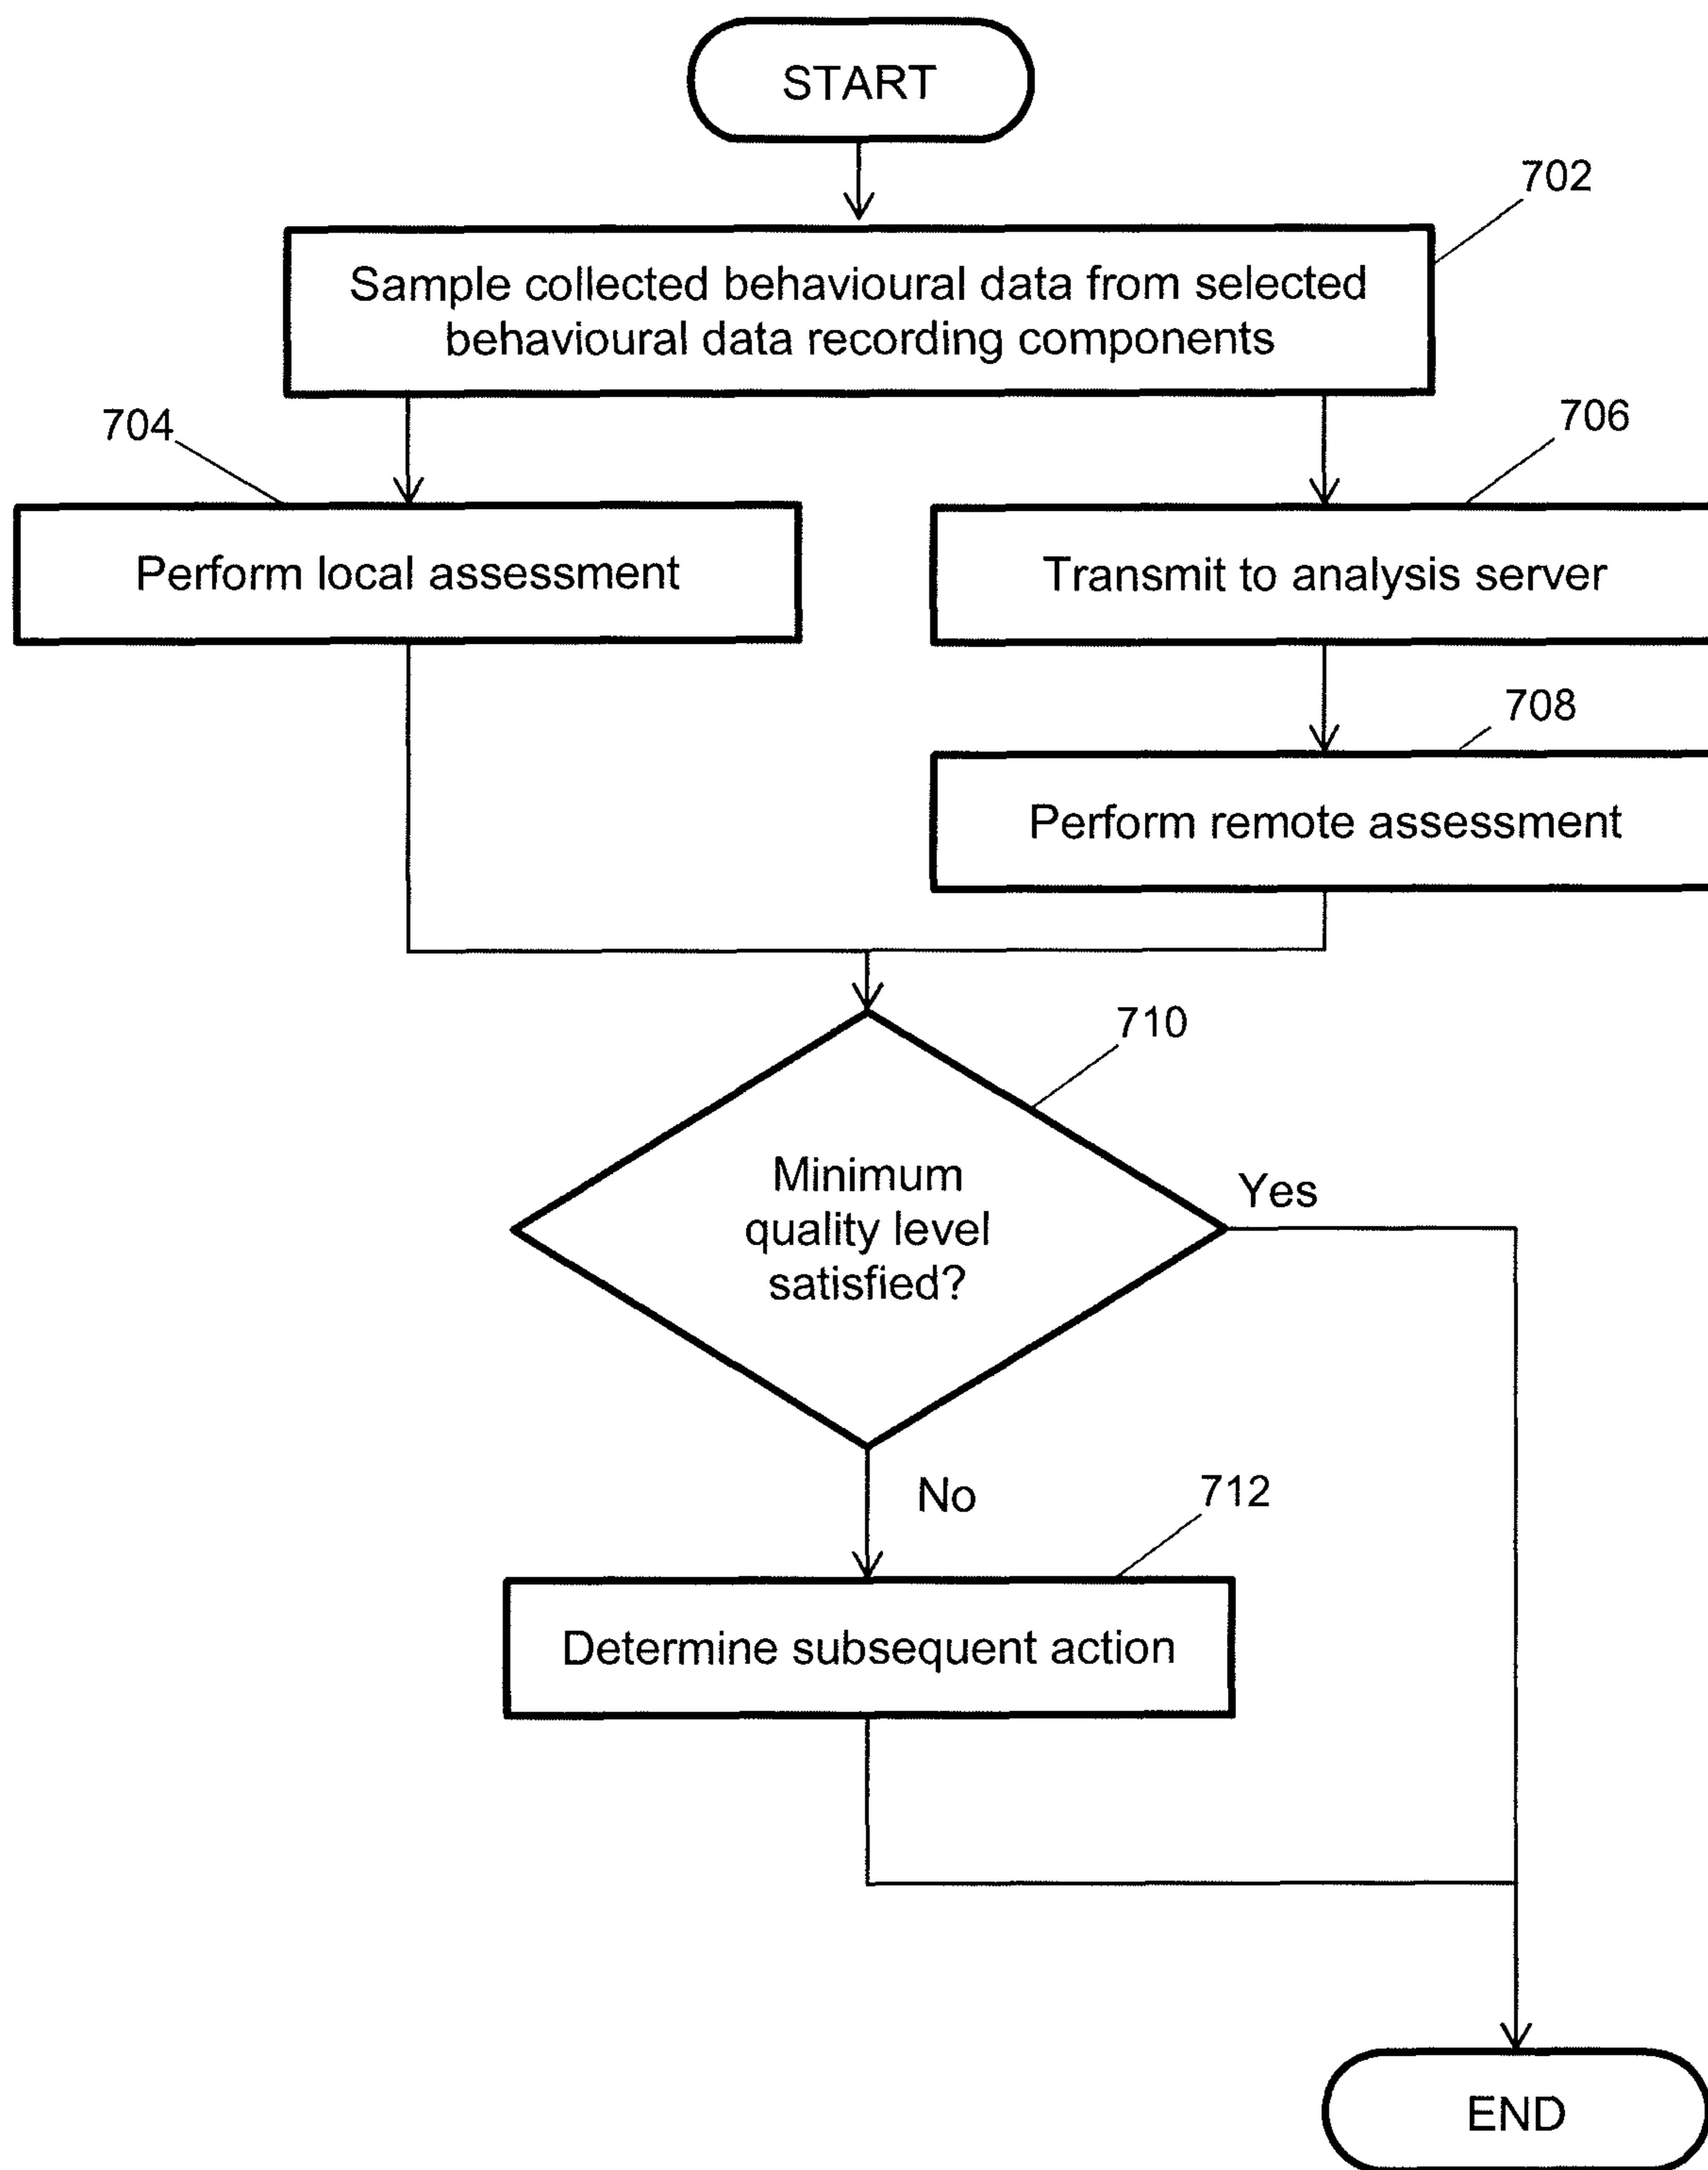 START
702
Sample collected behavioural data from selected
behavioural data recording components
704
706
Perform local assessment
Transmit to analysis server
708
Perform remote assessment
710
Minimum
quality level
satisfied?
Yes
No
712
Determine subsequent action
END